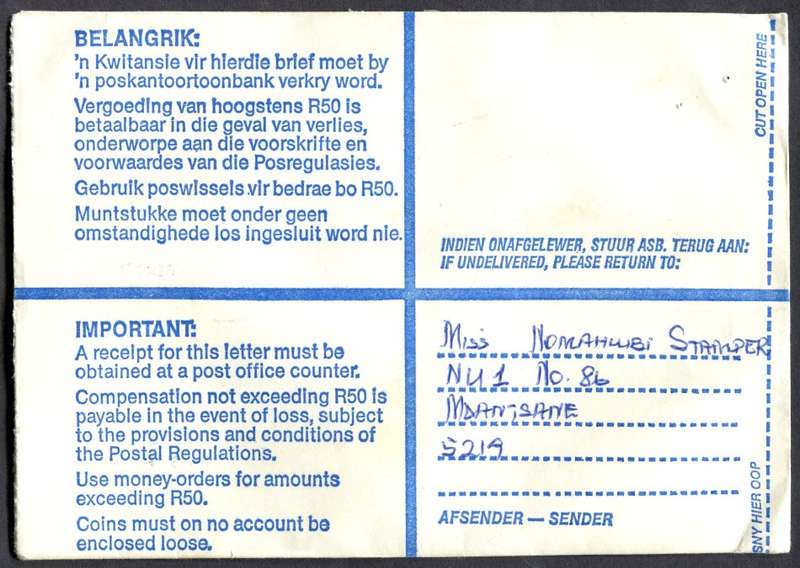 BELANGRIK:
'n Kwitansie vir hierdie brief moet by
'n poskantoortoonbank verkry word.
Vergoeding van hoogstens R50 is
betaalbaar in die geval van verlies,
onderworpe aan die voorskrifte en
voorwaardes van die Posregulasies.
Gebruik poswissels vir bedrae bo R50.
Muntstukke moet onder geen
omstandighede los ingesluit word nie.
CUT OPEN HERE
INDIEN ONAFGELEWER, STUUR ASB. TERUG AAN:
IF UNDELIVERED, PLEASE RETURN TO:
IMPORTANT:
A receipt for this letter must be
obtained at a post office counter.
Compensation not exceeding R50 is
payable in the event of loss, subject
to the provisions and conditions of
the Postal Regulations.
Use money-orders for amounts
exceeding R50.
Coins must on no account be
enclosed loose.
Miss Nomahlubi Stamper
NU 1 No. 86
Mdantsane
5219
AFSENDER — SENDER
SNY HIER OOP